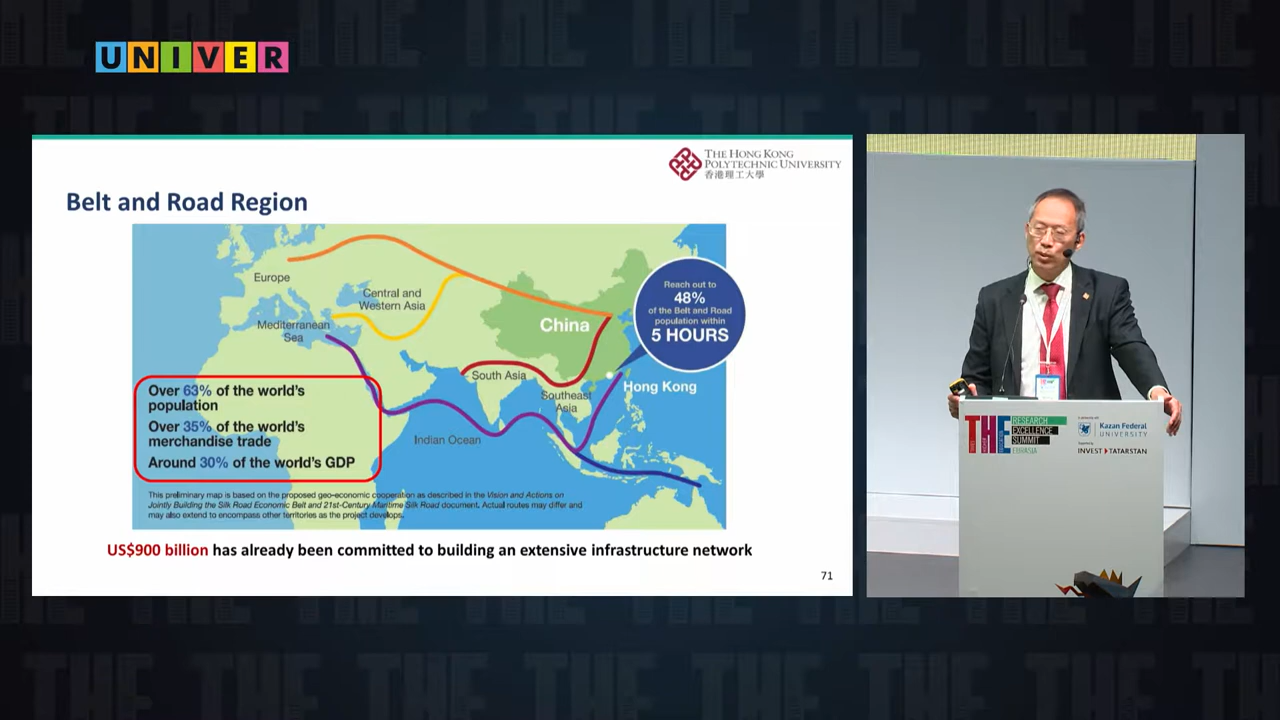 UNIVER
THE HONG KONG
POLYTECHNIC UNIVERSITY
香港理工大學
Belt and Road Region
Europe
Central and
Western Asia
Mediterranean
Sea
China
South Asia
Southeast
Asia
Hong Kong
Indian Ocean
Reach out to
48%
of the Belt and Road
population within
5 HOURS
Over 63% of the world's
population
Over 35% of the world's
merchandise trade
Around 30% of the world's GDP
This preliminary map is based on the proposed geo-economic cooperation as described in the Vision and Actions on
Jointly Building the Silk Road Economic Belt and 21st-Century Maritime Silk Road document. Actual routes may differ and
may also extend to encompass other territories as the project develops.
US$900 billion has already been committed to building an extensive infrastructure network
71
THE
RESEARCH
EXCELLENCE
SUMMIT
EURASIA
Kazan Federal
UNIVERSITY
INVEST TATARSTAN